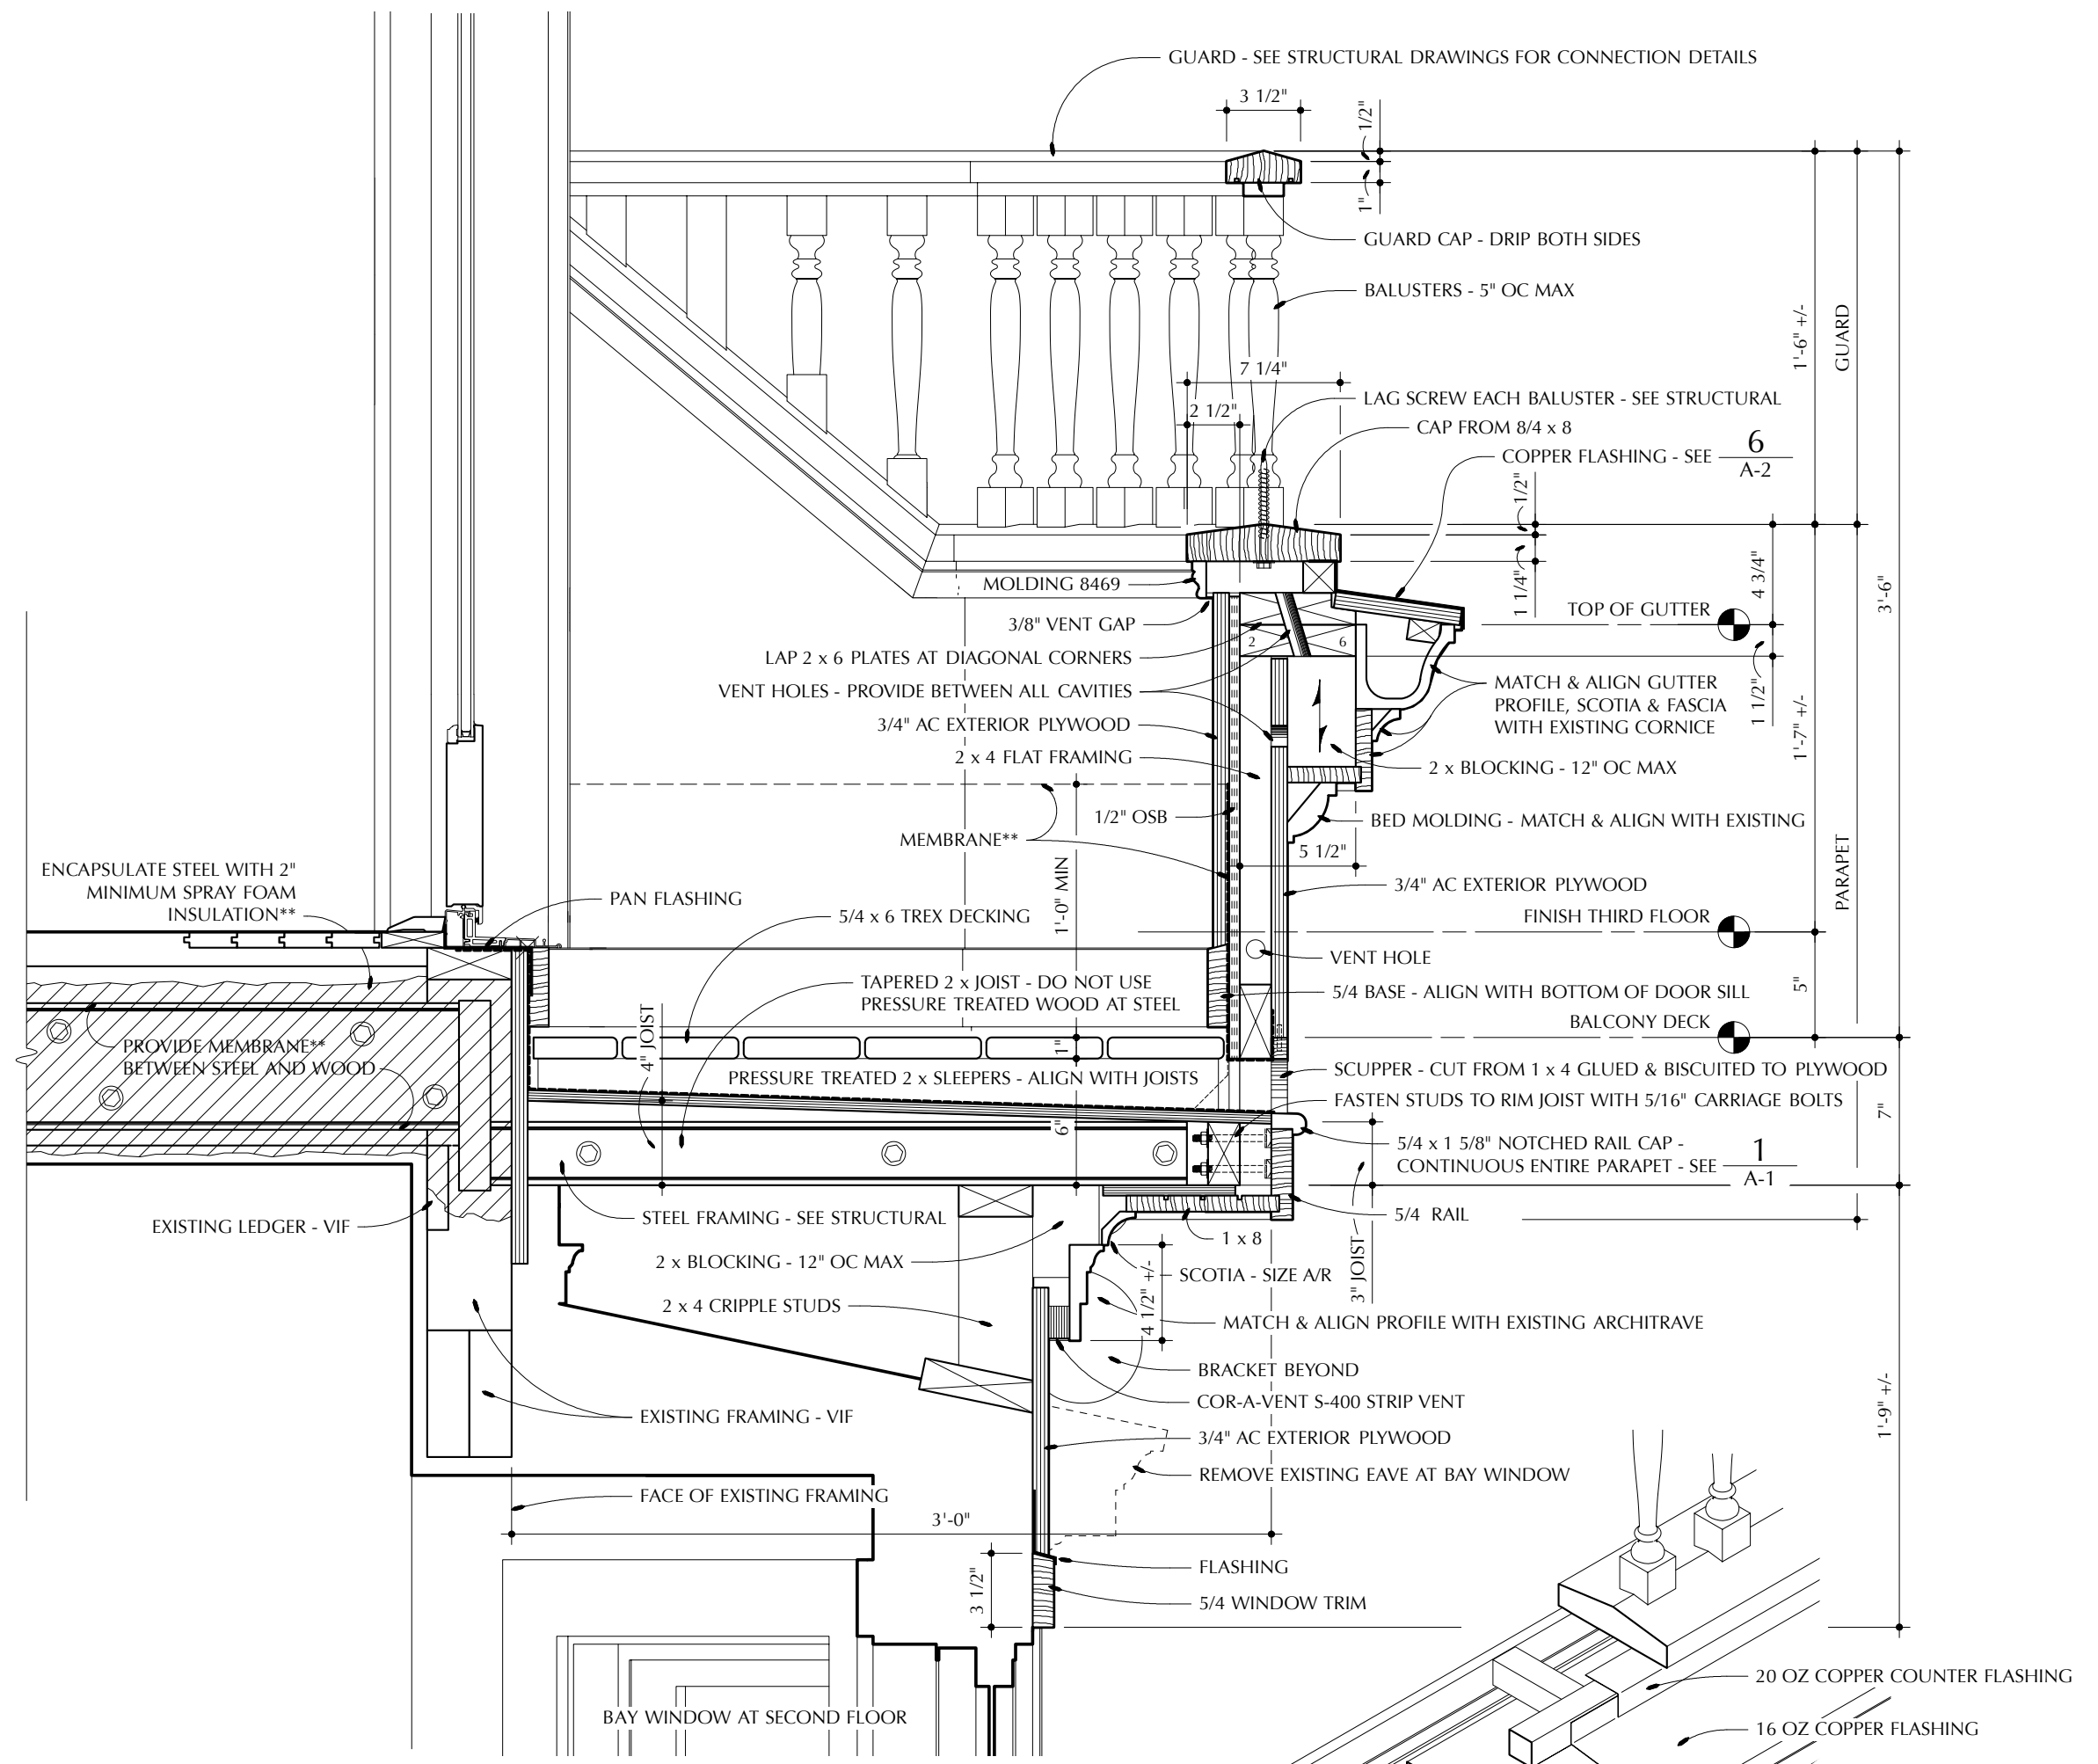 GUARD - SEE STRUCTURAL DRAWINGS FOR CONNECTION DETAILS
3 1/2"
1/2"
1"
GUARD CAP - DRIP BOTH SIDES
BALUSTERS - 5" OC MAX
1'-6" +/-
GUARD
7 1/4"
2 1/2"
LAG SCREW EACH BALUSTER - SEE STRUCTURAL
CAP FROM 8/4 x 8
COPPER FLASHING - SEE
6
A-2
1/2"
1 1/4"
4 3/4"
3'-6"
MOLDING 8469
TOP OF GUTTER
3/8" VENT GAP
2
6
LAP 2 x 6 PLATES AT DIAGONAL CORNERS
VENT HOLES - PROVIDE BETWEEN ALL CAVITIES
MATCH & ALIGN GUTTER
PROFILE, SCOTIA & FASCIA
WITH EXISTING CORNICE
1 1/2"
1'-7" +/-
3/4" AC EXTERIOR PLYWOOD
2 x 4 FLAT FRAMING
2 x BLOCKING - 12" OC MAX
1/2" OSB
BED MOLDING - MATCH & ALIGN WITH EXISTING
MEMBRANE**
5 1/2"
PARAPET
ENCAPSULATE STEEL WITH 2"
MINIMUM SPRAY FOAM
INSULATION**
PAN FLASHING
5/4 x 6 TREX DECKING
1'-0" MIN
3/4" AC EXTERIOR PLYWOOD
FINISH THIRD FLOOR
VENT HOLE
TAPERED 2 x JOIST - DO NOT USE
PRESSURE TREATED WOOD AT STEEL
5/4 BASE - ALIGN WITH BOTTOM OF DOOR SILL
5"
BALCONY DECK
PROVIDE MEMBRANE**
BETWEEN STEEL AND WOOD
4" JOIST
1"
PRESSURE TREATED 2 x SLEEPERS - ALIGN WITH JOISTS
SCUPPER - CUT FROM 1 x 4 GLUED & BISCUITED TO PLYWOOD
FASTEN STUDS TO RIM JOIST WITH 5/16" CARRIAGE BOLTS
6"
7"
5/4 x 1 5/8" NOTCHED RAIL CAP -
CONTINUOUS ENTIRE PARAPET - SEE
1
A-1
EXISTING LEDGER - VIF
STEEL FRAMING - SEE STRUCTURAL
5/4 RAIL
1 x 8
2 x BLOCKING - 12" OC MAX
SCOTIA - SIZE A/R
3" JOIST
4 1/2" +/-
2 x 4 CRIPPLE STUDS
MATCH & ALIGN PROFILE WITH EXISTING ARCHITRAVE
BRACKET BEYOND
COR-A-VENT S-400 STRIP VENT
EXISTING FRAMING - VIF
3/4" AC EXTERIOR PLYWOOD
1'-9" +/-
REMOVE EXISTING EAVE AT BAY WINDOW
FACE OF EXISTING FRAMING
3'-0"
FLASHING
3 1/2"
5/4 WINDOW TRIM
20 OZ COPPER COUNTER FLASHING
BAY WINDOW AT SECOND FLOOR
16 OZ COPPER FLASHING